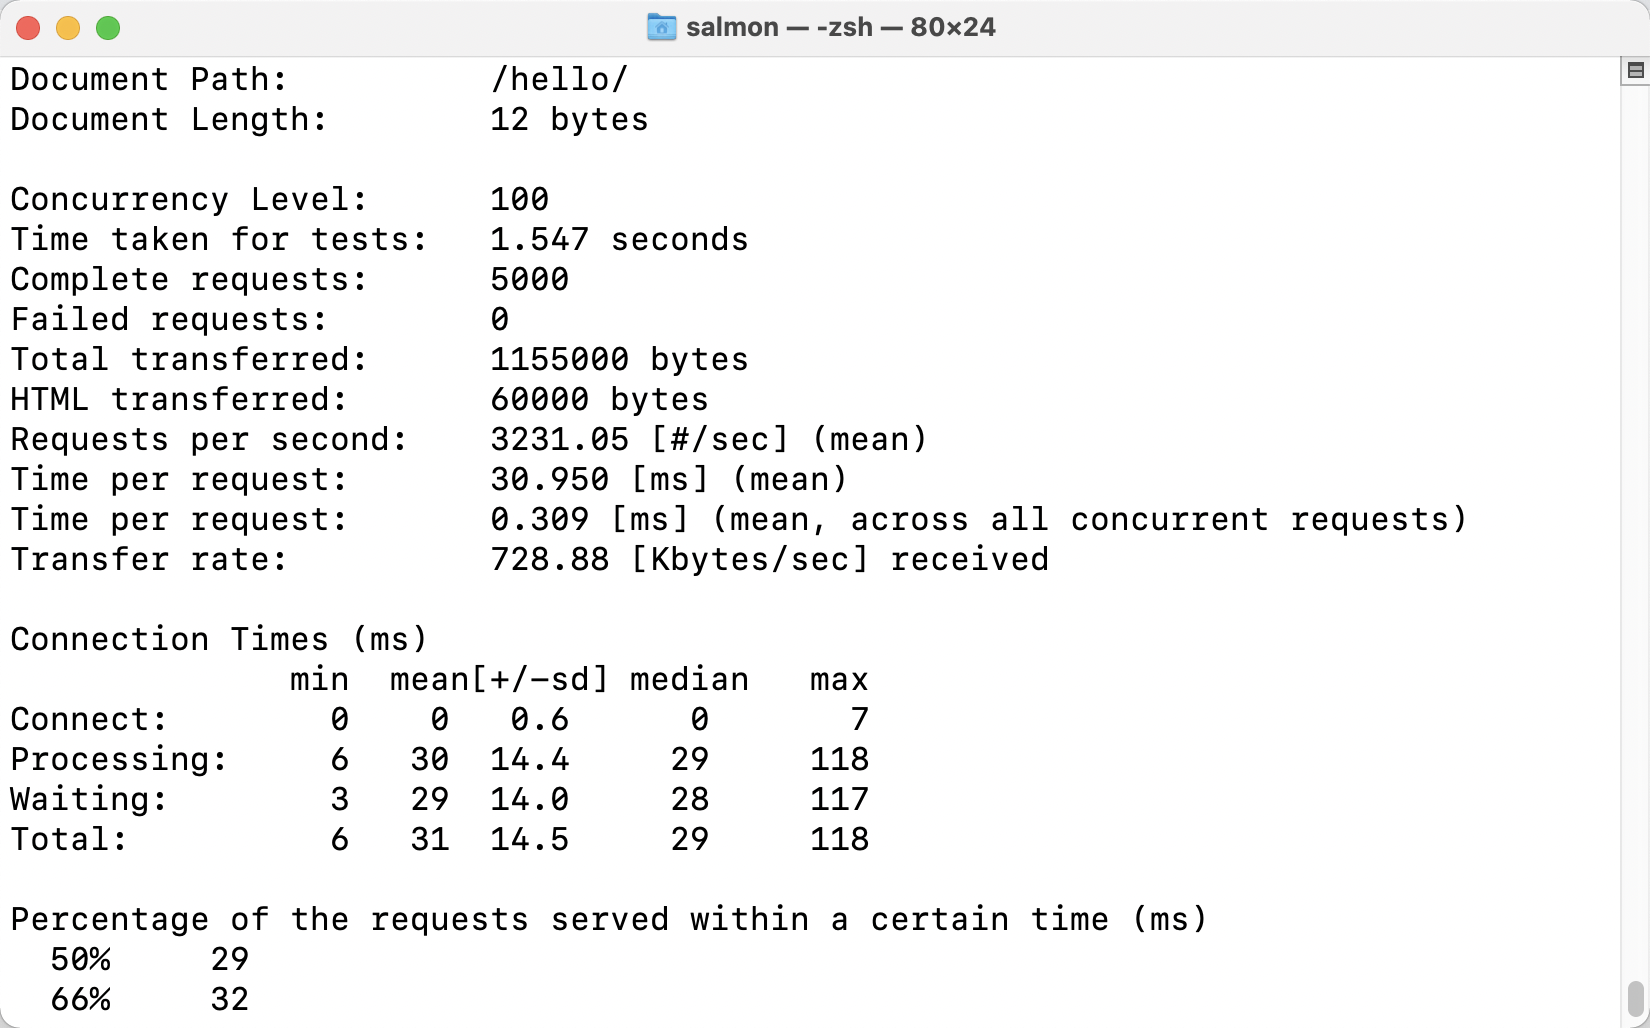 salmon — -zsh — 80×24
Document Path:          /hello/
Document Length:        12 bytes

Concurrency Level:      100
Time taken for tests:   1.547 seconds
Complete requests:      5000
Failed requests:        0
Total transferred:      1155000 bytes
HTML transferred:       60000 bytes
Requests per second:    3231.05 [#/sec] (mean)
Time per request:       30.950 [ms] (mean)
Time per request:       0.309 [ms] (mean, across all concurrent requests)
Transfer rate:          728.88 [Kbytes/sec] received

Connection Times (ms)
              min  mean[+/-sd] median   max
Connect:        0    0   0.6      0       7
Processing:     6   30  14.4     29     118
Waiting:        3   29  14.0     28     117
Total:          6   31  14.5     29     118

Percentage of the requests served within a certain time (ms)
  50%     29
  66%     32